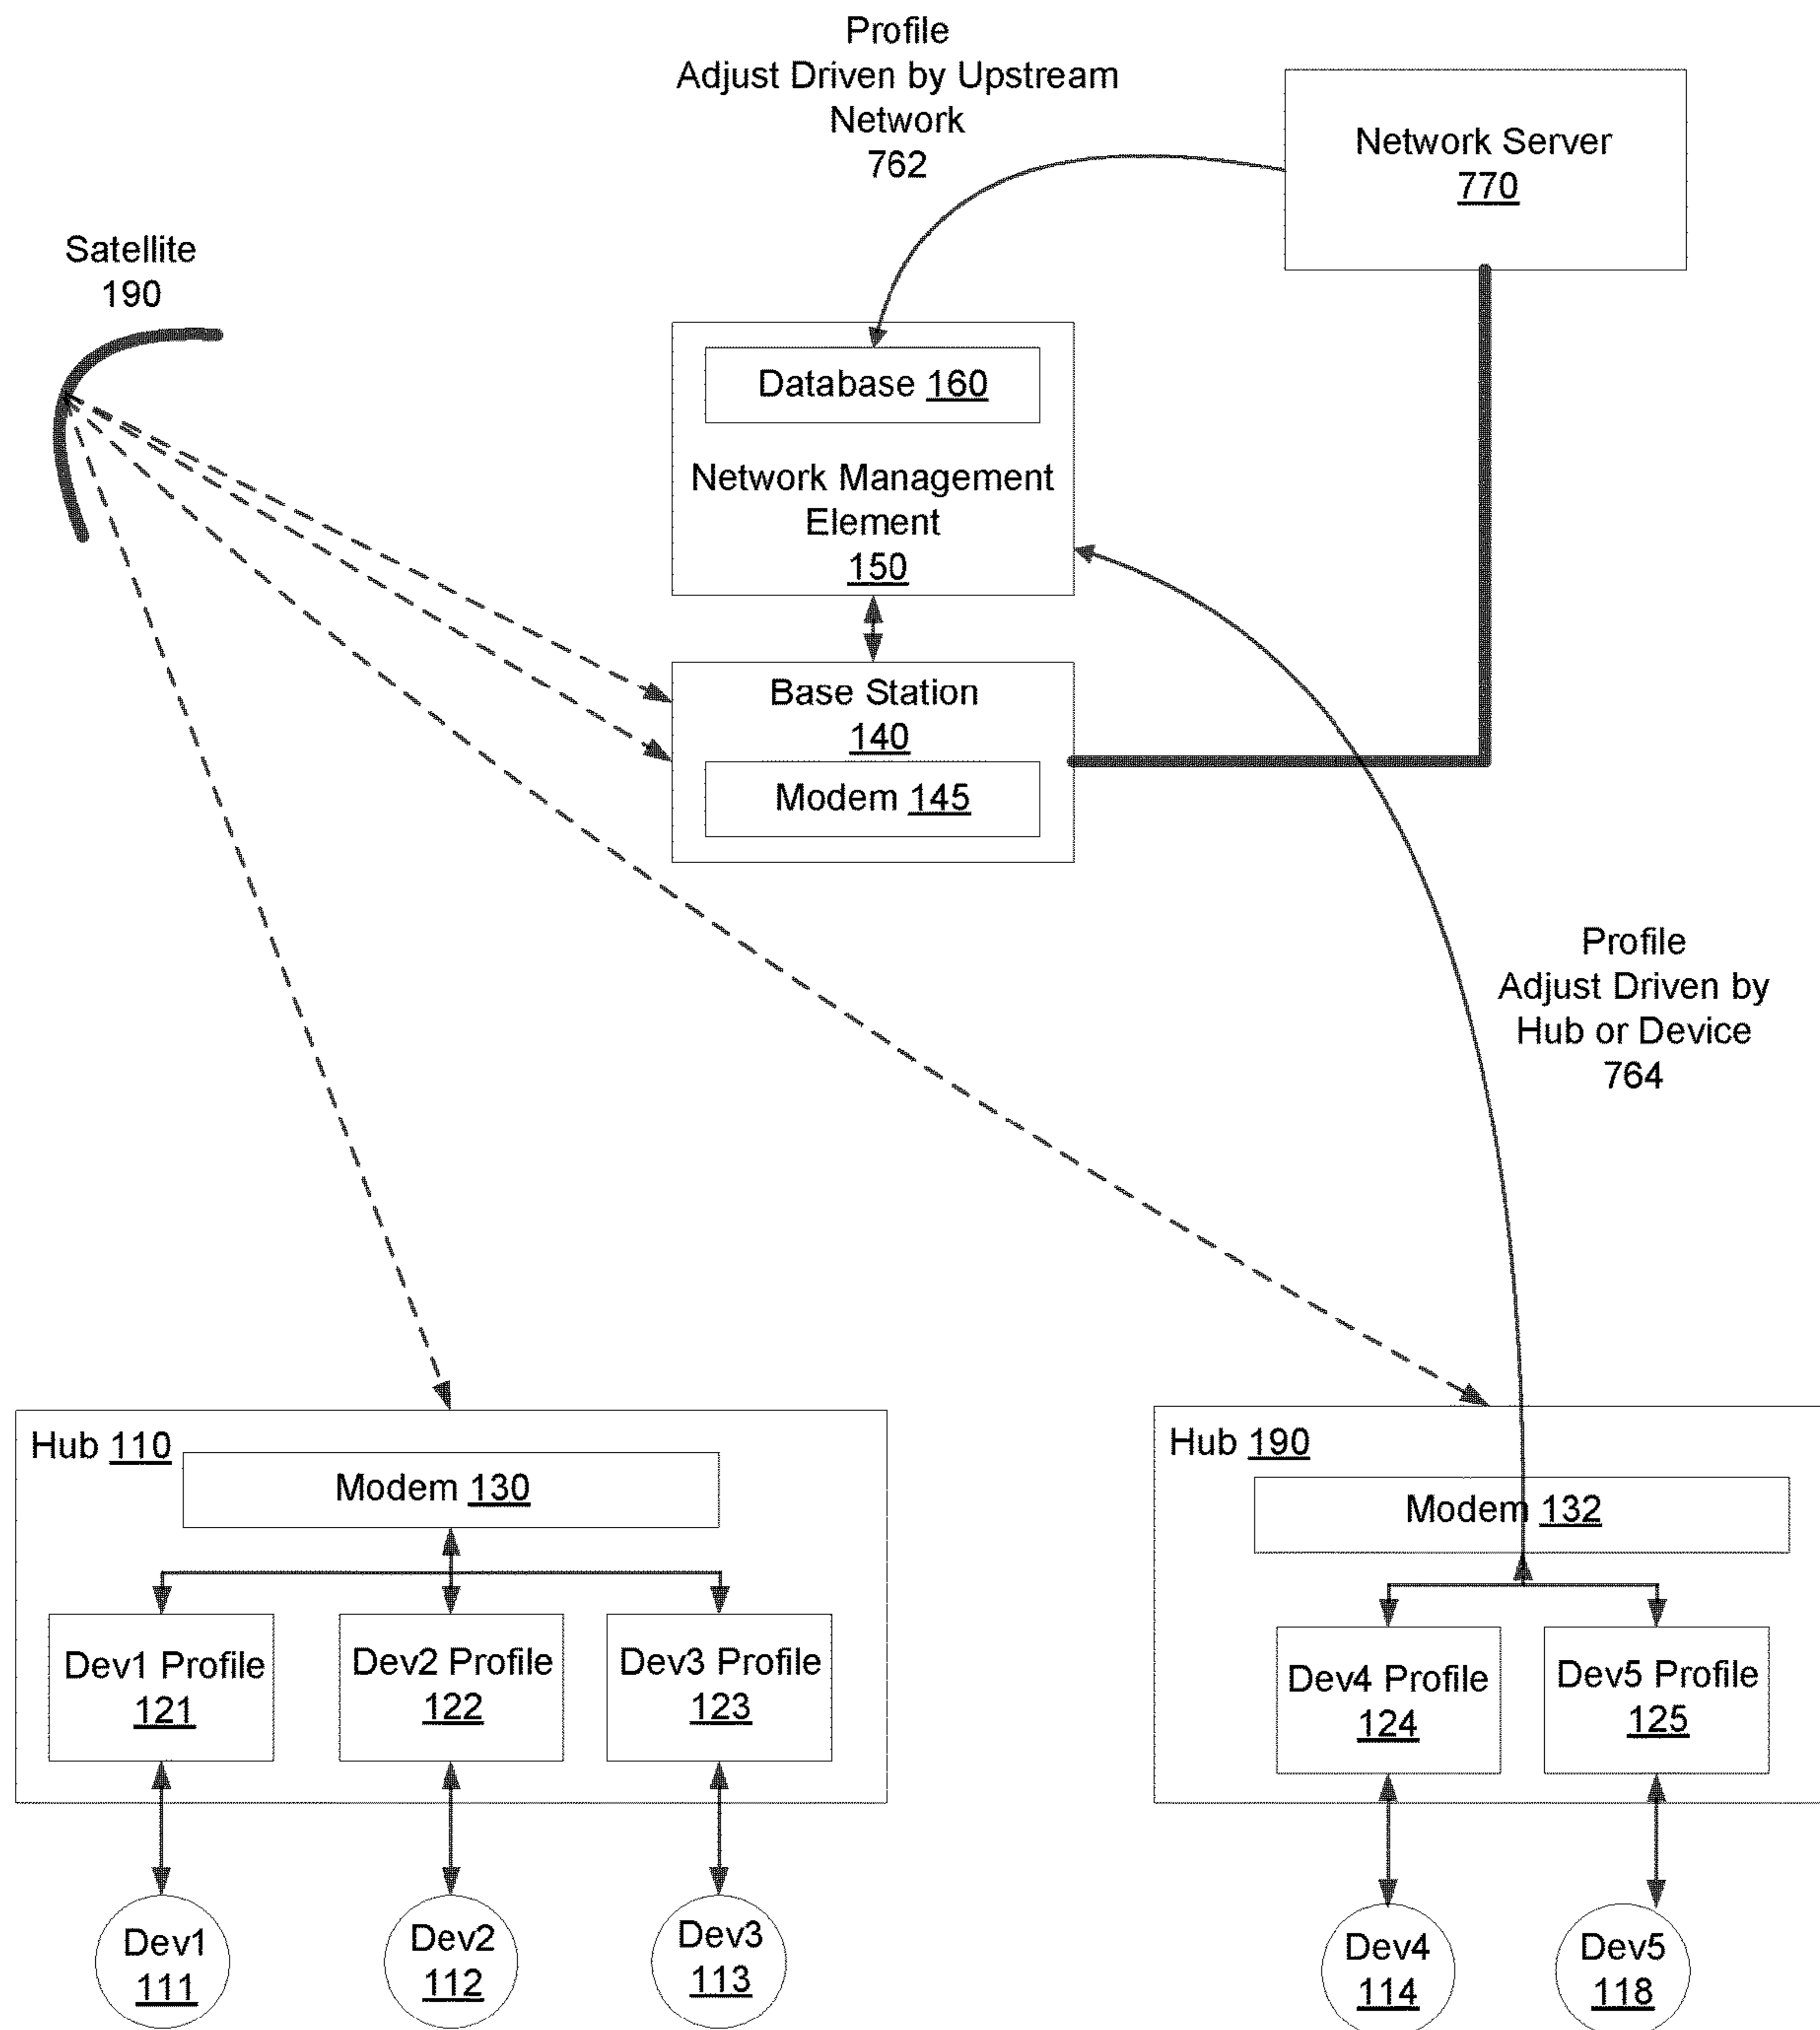 Profile
Adjust Driven by Upstream
Network
762
Network Server
770
Satellite
190
Database 160
Network Management
Element
150
Base Station
140
Modem 145
Profile
Adjust Driven by
Hub or Device
764
Hub 110
Modem 130
Dev1 Profile
121
Dev2 Profile
122
Dev3 Profile
123
Dev1
111
Dev2
112
Dev3
113
Hub 190
Modem 132
Dev4 Profile
124
Dev5 Profile
125
Dev4
114
Dev5
118